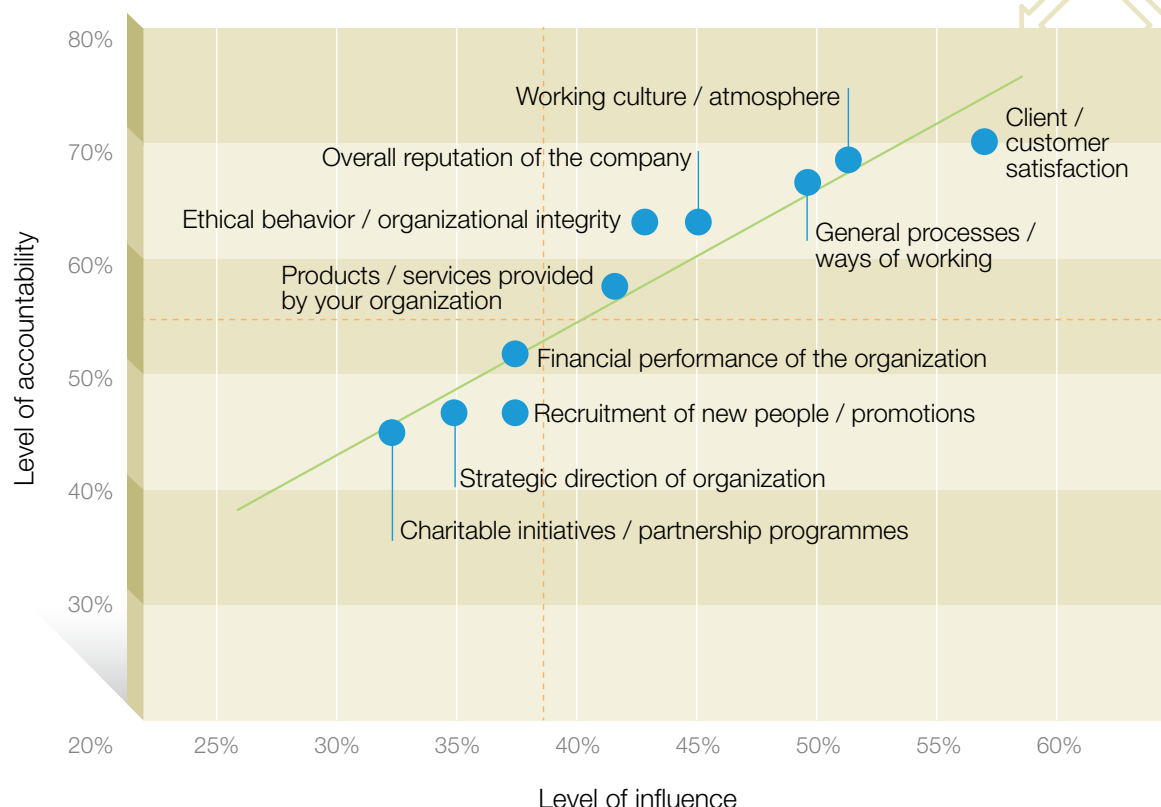 80%
Working culture / atmosphere
Client /
customer
satisfaction
70%
Overall reputation of the company
Ethical behavior / organizational integrity
General processes /
ways of working
60%
Products / services provided
by your organization
Level of accountability
50%
Financial performance of the organization
Recruitment of new people / promotions
Strategic direction of organization
40%
Charitable initiatives / partnership programmes
30%
20%
25%
30%
35%
40%
45%
50%
55%
60%
Level of influence